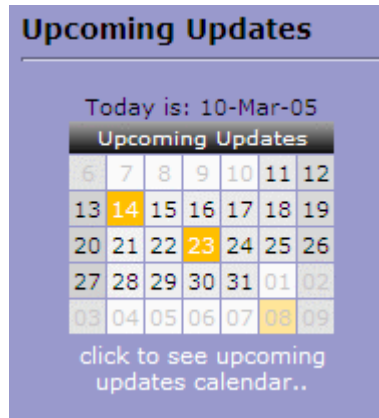 Upcoming Updates
Today is: 10-Mar-05
Upcoming Updates
6 7 8 9 10 11 12
13 14 15 16 17 18 19
20 21 22 23 24 25 26
27 28 29 30 31 01 02
03 04 05 06 07 08 09
click to see upcoming
updates calendar..